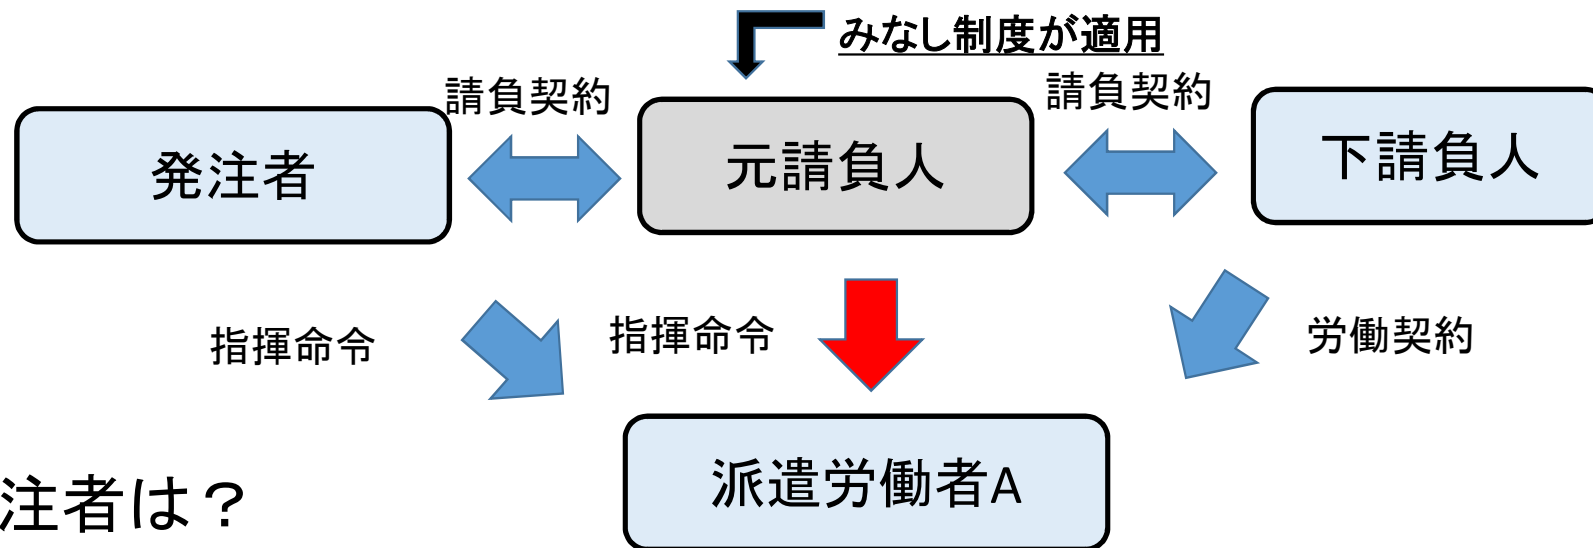 みなし制度が適用
請負契約
請負契約
発注者
元請負人
下請負人
指揮命令
指揮命令
労働契約
派遣労働者A
注者は？